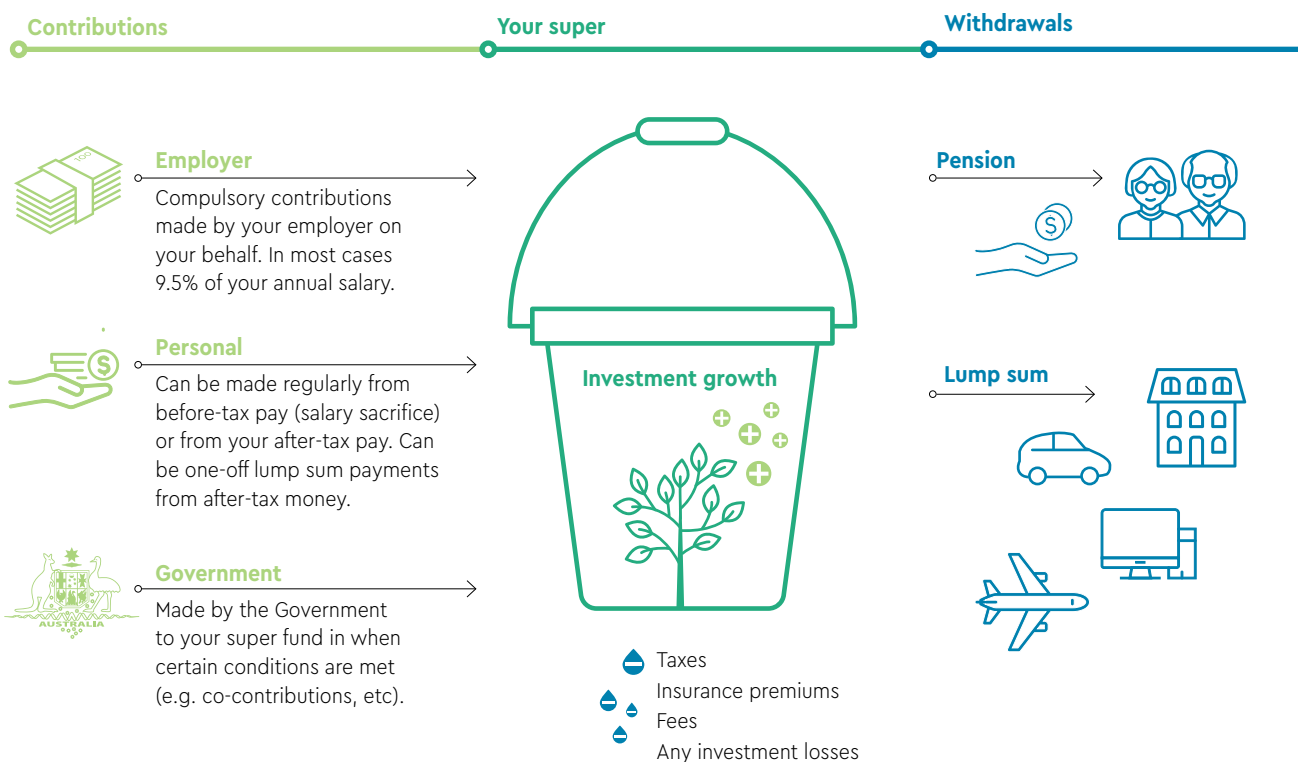 Contributions
Your super
Withdrawals
Employer
Compulsory contributions
made by your employer on
your behalf. In most cases
9.5% of your annual salary.
Personal
Can be made regularly from
before-tax pay (salary sacrifice)
or from your after-tax pay. Can
be one-off lump sum payments
from after-tax money.
Government
Made by the Government
to your super fund in when
certain conditions are met
(e.g. co-contributions, etc).
100
$
AUSTRALIA
Investment growth
Taxes
Insurance premiums
Fees
Any investment losses
Pension
$
Lump sum